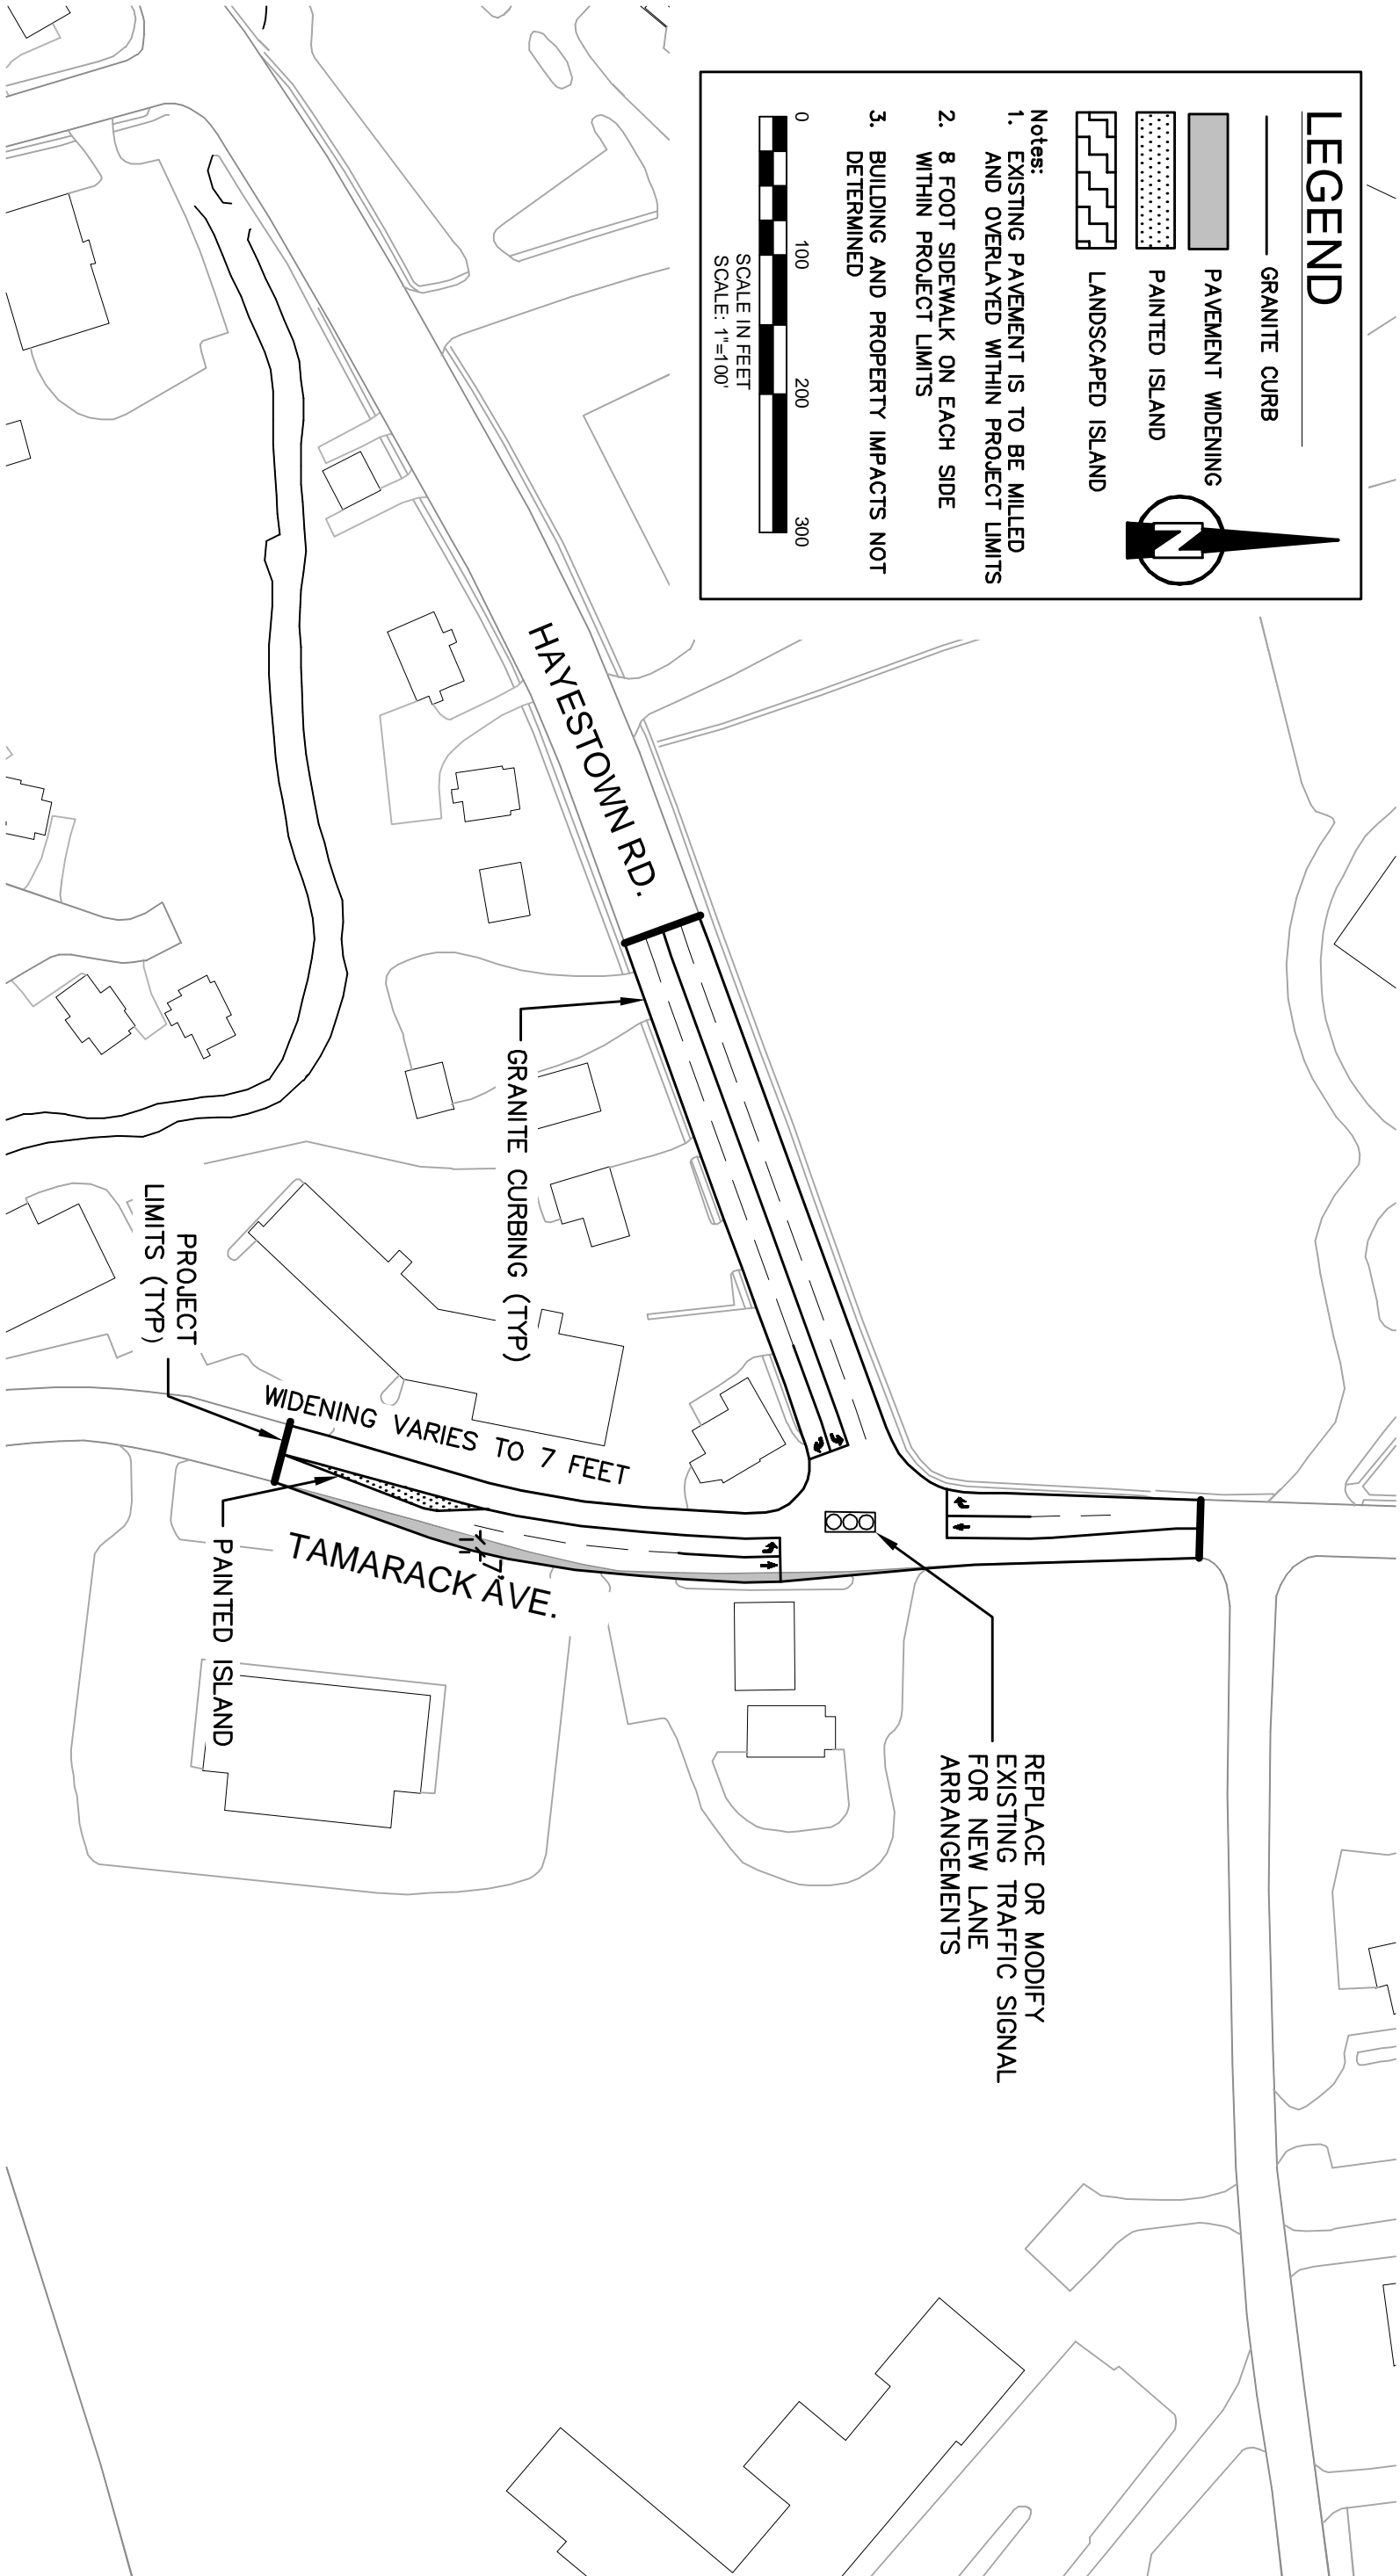 LEGEND
GRANITE CURB
PAVEMENT WIDENING
PAINTED ISLAND
LANDSCAPED ISLAND
N
Notes:
1. EXISTING PAVEMENT IS TO BE MILLED
AND OVERLAYED WITHIN PROJECT LIMITS
2. 8 FOOT SIDEWALK ON EACH SIDE
WITHIN PROJECT LIMITS
3. BUILDING AND PROPERTY IMPACTS NOT
DETERMINED
0 100 200 300
SCALE IN FEET
SCALE: 1"=100'
HAYESTOWN RD.
GRANITE CURBING (TYP)
PROJECT
LIMITS (TYP)
WIDENING VARIES TO 7 FEET
7'
TAMARACK AVE.
PAINTED ISLAND
REPLACE OR MODIFY
EXISTING TRAFFIC SIGNAL
FOR NEW LANE
ARRANGEMENTS